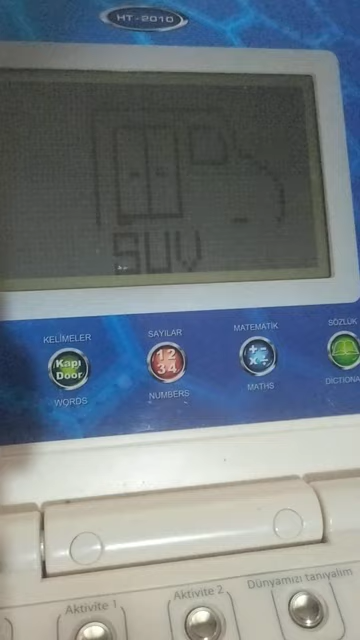 HT-2010
SUV
KELİMELER
SAYILAR
MATEMATİK
SÖZLÜK
Kapı
Door
12
34
+ -
× ÷
WORDS
NUMBERS
MATHS
DICTIONA
Aktivite 1
Aktivite 2
Dünyamızı tanıyalım